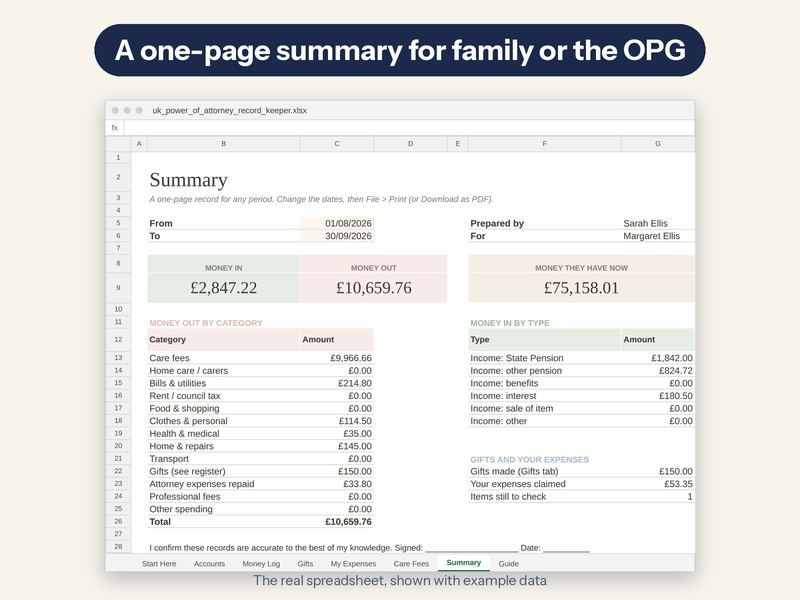 A one-page summary for family or the OPG
uk_power_of_attorney_record_keeper.xlsx
fx
A B C D E F G
1
2 Summary
3 A one-page record for any period. Change the dates, then File > Print (or Download as PDF).
4
5 From 01/08/2026 Prepared by Sarah Ellis
6 To 30/09/2026 For Margaret Ellis
7
8 MONEY IN MONEY OUT MONEY THEY HAVE NOW
9 £2,847.22 £10,659.76 £75,158.01
10
11 MONEY OUT BY CATEGORY MONEY IN BY TYPE
12 Category Amount Type Amount
13 Care fees £9,966.66 Income: State Pension £1,842.00
14 Home care / carers £0.00 Income: other pension £824.72
15 Bills & utilities £214.80 Income: benefits £0.00
16 Rent / council tax £0.00 Income: interest £180.50
17 Food & shopping £0.00 Income: sale of item £0.00
18 Clothes & personal £114.50 Income: other £0.00
19 Health & medical £35.00
20 Home & repairs £145.00
21 Transport £0.00 GIFTS AND YOUR EXPENSES
22 Gifts (see register) £150.00 Gifts made (Gifts tab) £150.00
23 Attorney expenses repaid £33.80 Your expenses claimed £53.35
24 Professional fees £0.00 Items still to check 1
25 Other spending £0.00
26 Total £10,659.76
27
28 I confirm these records are accurate to the best of my knowledge. Signed: ____________________ Date: __________
Start Here Accounts Money Log Gifts My Expenses Care Fees Summary Guide
The real spreadsheet, shown with example data